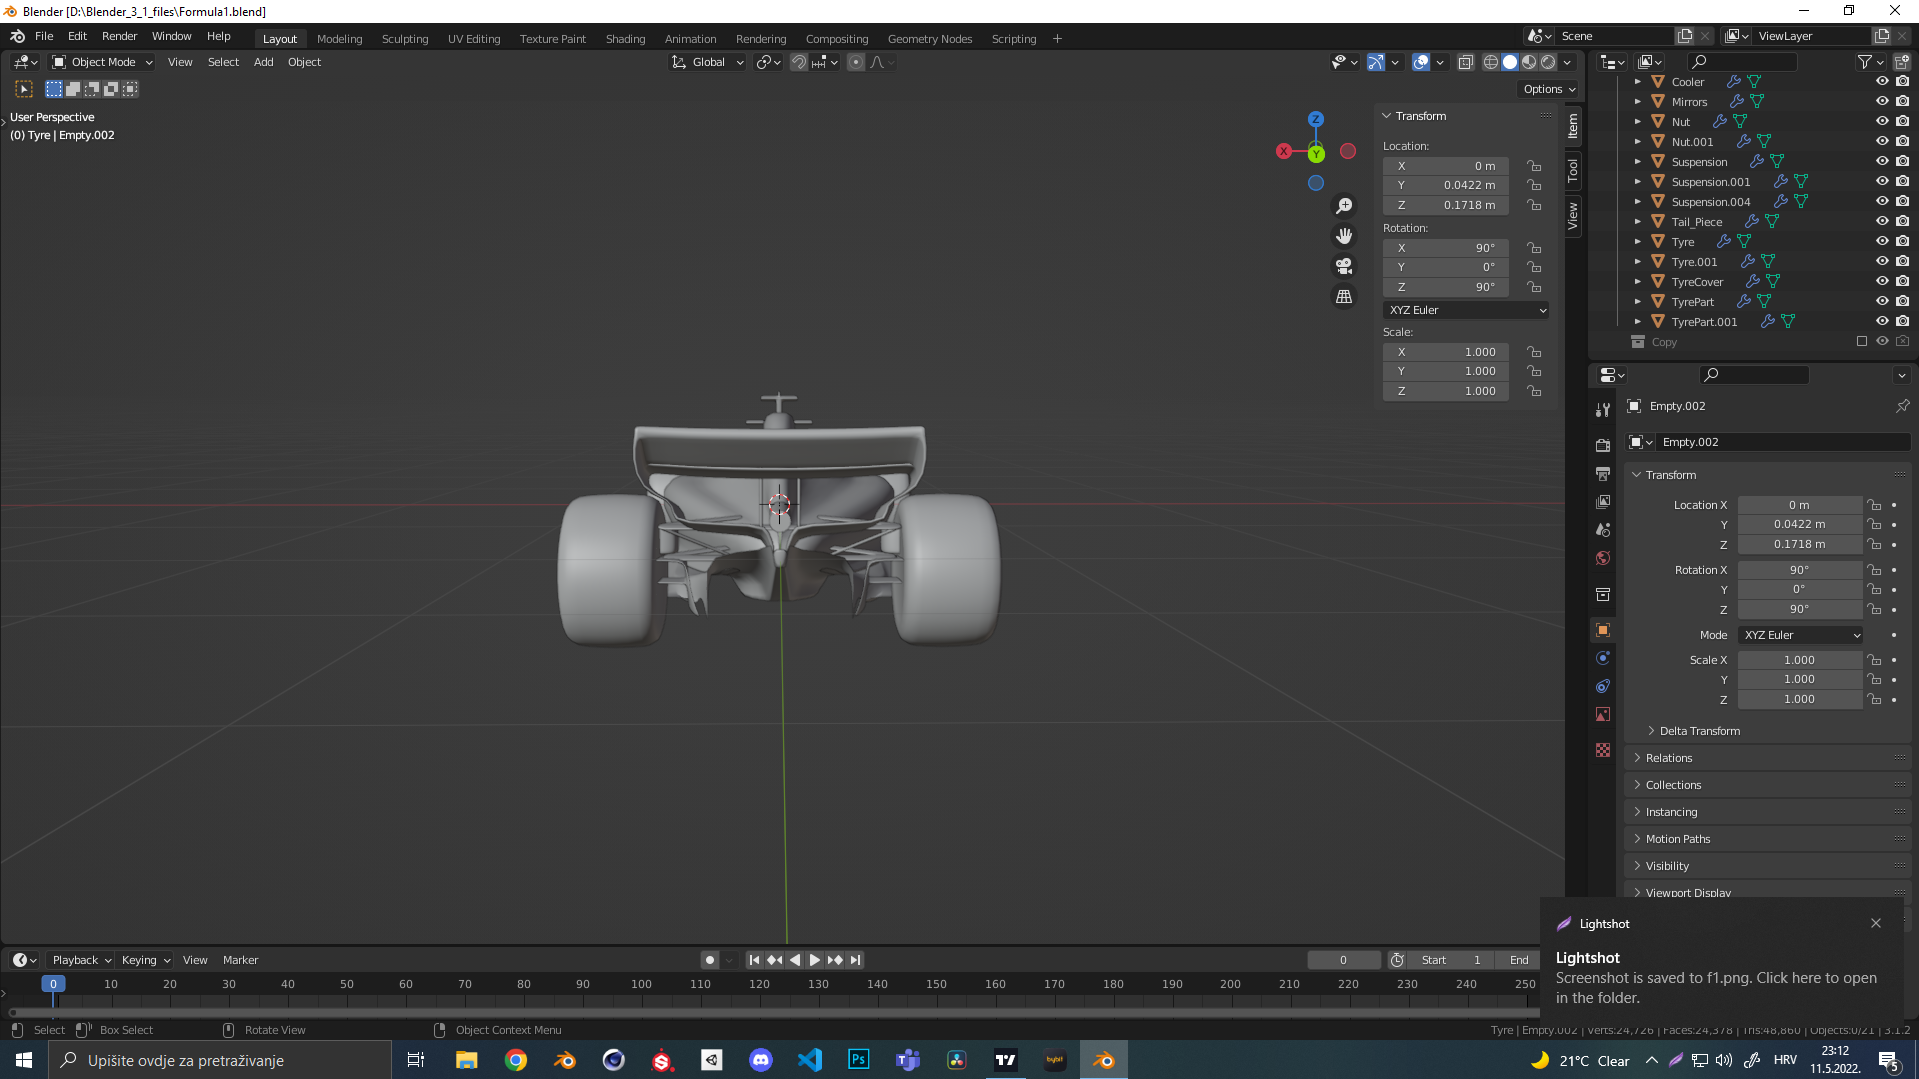 Blender [D:\Blender_3_1_files\Formula1.blend]
File Edit Render Window Help Layout Modeling Sculpting UV Editing Texture Paint Shading Animation Rendering Compositing Geometry Nodes Scripting + Scene ViewLayer
Object Mode View Select Add Object Global
Options
User Perspective
(0) Tyre | Empty.002
Z
X
Y
Transform
Location:
X 0 m
Y 0.0422 m
Z 0.1718 m
Rotation:
X 90°
Y 0°
Z 90°
XYZ Euler
Scale:
X 1.000
Y 1.000
Z 1.000
Item
Tool
View
Cooler
Mirrors
Nut
Nut.001
Suspension
Suspension.001
Suspension.004
Tail_Piece
Tyre
Tyre.001
TyreCover
TyrePart
TyrePart.001
Copy
Empty.002
Empty.002
Transform
Location X 0 m
Y 0.0422 m
Z 0.1718 m
Rotation X 90°
Y 0°
Z 90°
Mode XYZ Euler
Scale X 1.000
Y 1.000
Z 1.000
Delta Transform
Relations
Collections
Instancing
Motion Paths
Visibility
Viewport Display
Lightshot
Lightshot
Screenshot is saved to f1.png. Click here to open
in the folder.
Playback Keying View Marker 0 Start 1 End
0 10 20 30 40 50 60 70 80 90 100 110 120 130 140 150 160 170 180 190 200 210 220 230 240 250
Select Box Select Rotate View Object Context Menu
Tyre | Empty.002 | Verts:24,726 | Faces:24,378 | Tris:48,860 | Objects:0/21 | 3.1.2
Upišite ovdje za pretraživanje
Ps
bybit
21°C Clear
HRV
23:12
11.5.2022.
5